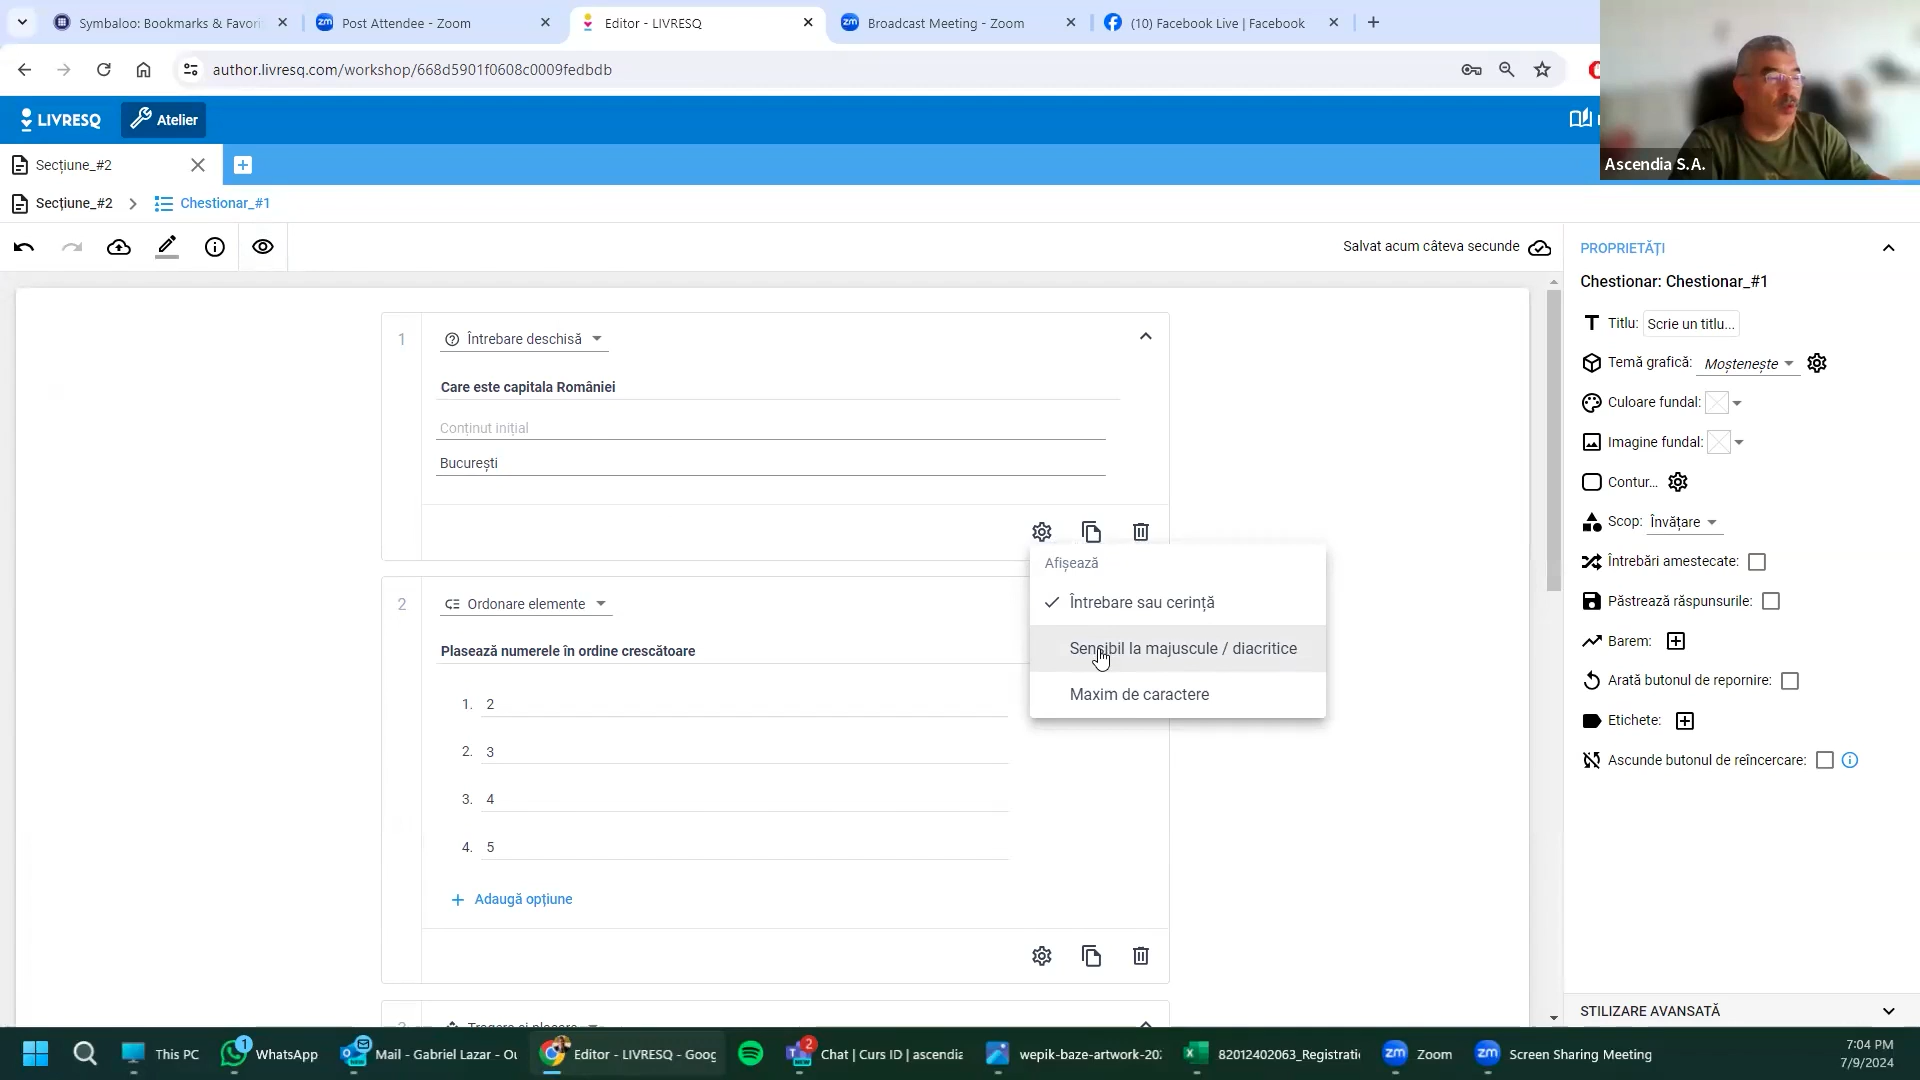 Symbaloo: Bookmarks & Favori
Post Attendee - Zoom
Editor - LIVRESQ
Broadcast Meeting - Zoom
(10) Facebook Live | Facebook
author.livresq.com/workshop/668d5901f0608c0009fedbdb
LIVRESQ
Atelier
Ascendia S.A.
Secțiune_#2
Secțiune_#2
Chestionar_#1
Salvat acum câteva secunde
PROPRIETĂȚI
Chestionar: Chestionar_#1
Titlu: Scrie un titlu...
Temă grafică: Moștenește
Culoare fundal:
Imagine fundal:
Contur...
Scop: Învățare
Întrebări amestecate:
Păstrează răspunsurile:
Barem:
Arată butonul de repornire:
Etichete:
Ascunde butonul de reîncercare:
STILIZARE AVANSATĂ
1
Întrebare deschisă
Care este capitala României
Conținut inițial
București
Afișează
Întrebare sau cerință
Sensibil la majuscule / diacritice
Maxim de caractere
2
Ordonare elemente
Plasează numerele în ordine crescătoare
1. 2
2. 3
3. 4
4. 5
Adaugă opțiune
This PC
1
WhatsApp
Mail - Gabriel Lazar - Ou
Editor - LIVRESQ - Goog
2
Chat | Curs ID | ascendia
wepik-baze-artwork-202
82012402063_Registrati
Zoom
Screen Sharing Meeting
7:04 PM
7/9/2024